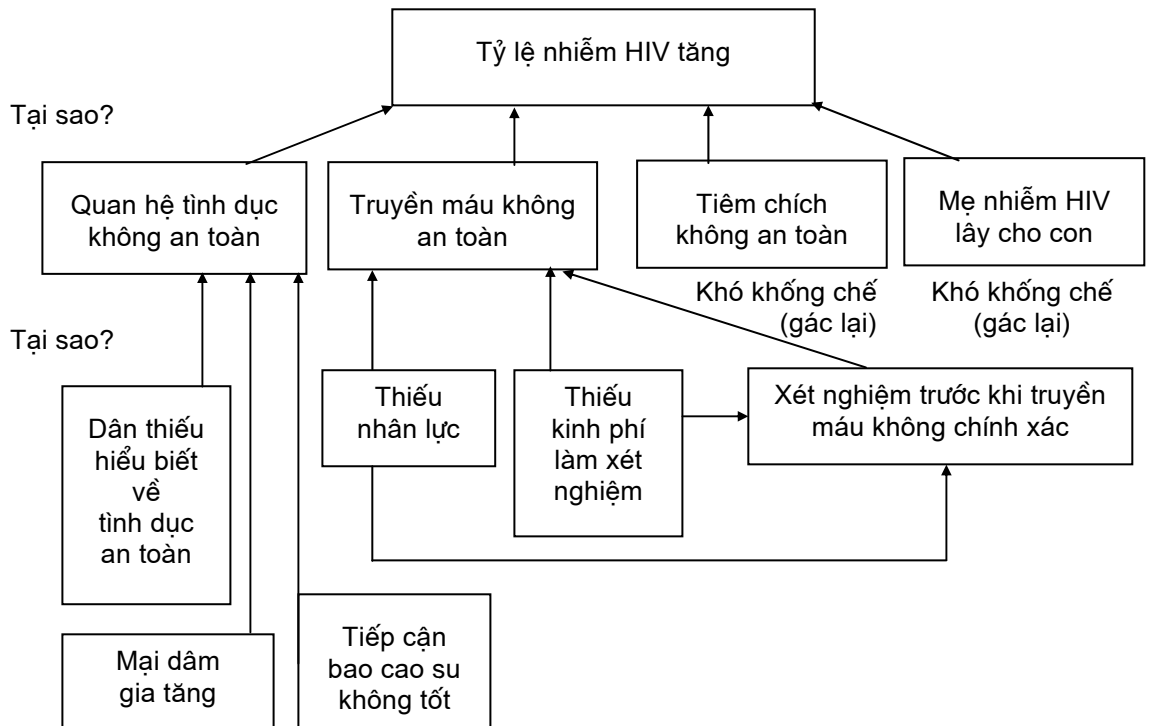 Tỷ lệ nhiễm HIV tăng
Tại sao?
Quan hệ tình dục
không an toàn
Truyền máu không
an toàn
Tiêm chích
không an toàn
Mẹ nhiễm HIV
lây cho con
Khó khống chế
(gác lại)
Khó khống chế
(gác lại)
Tại sao?
Dân thiếu
hiểu biết
về
tình dục
an toàn
Thiếu
nhân lực
Thiếu
kinh phí
làm xét
nghiệm
Xét nghiệm trước khi truyền
máu không chính xác
Mại dâm
gia tăng
Tiếp cận
bao cao su
không tốt